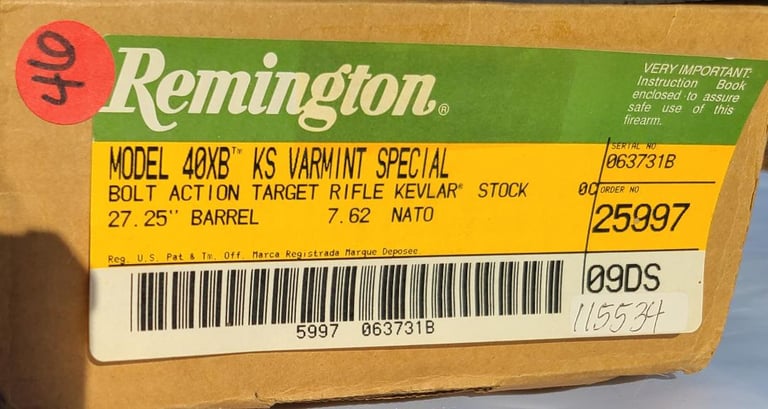 46
Remington®
VERY IMPORTANT:
Instruction Book
enclosed to assure
safe use of this
firearm.
MODEL 40XB™ KS VARMINT SPECIAL
BOLT ACTION TARGET RIFLE KEVLAR® STOCK
27.25" BARREL 7.62 NATO
Reg. U.S. Pat & Tm. Off. Marca Registrada Marque Deposee
SERIAL NO
063731B
0C
ORDER NO
25997
09DS
115534
5997 063731B